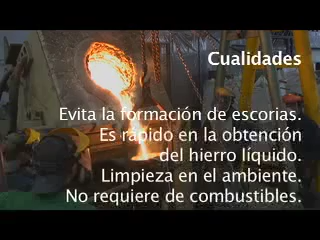 Cualidades
Evita la formación de escorias.
Es rápido en la obtención
del hierro líquido.
Limpieza en el ambiente.
No requiere de combustibles.